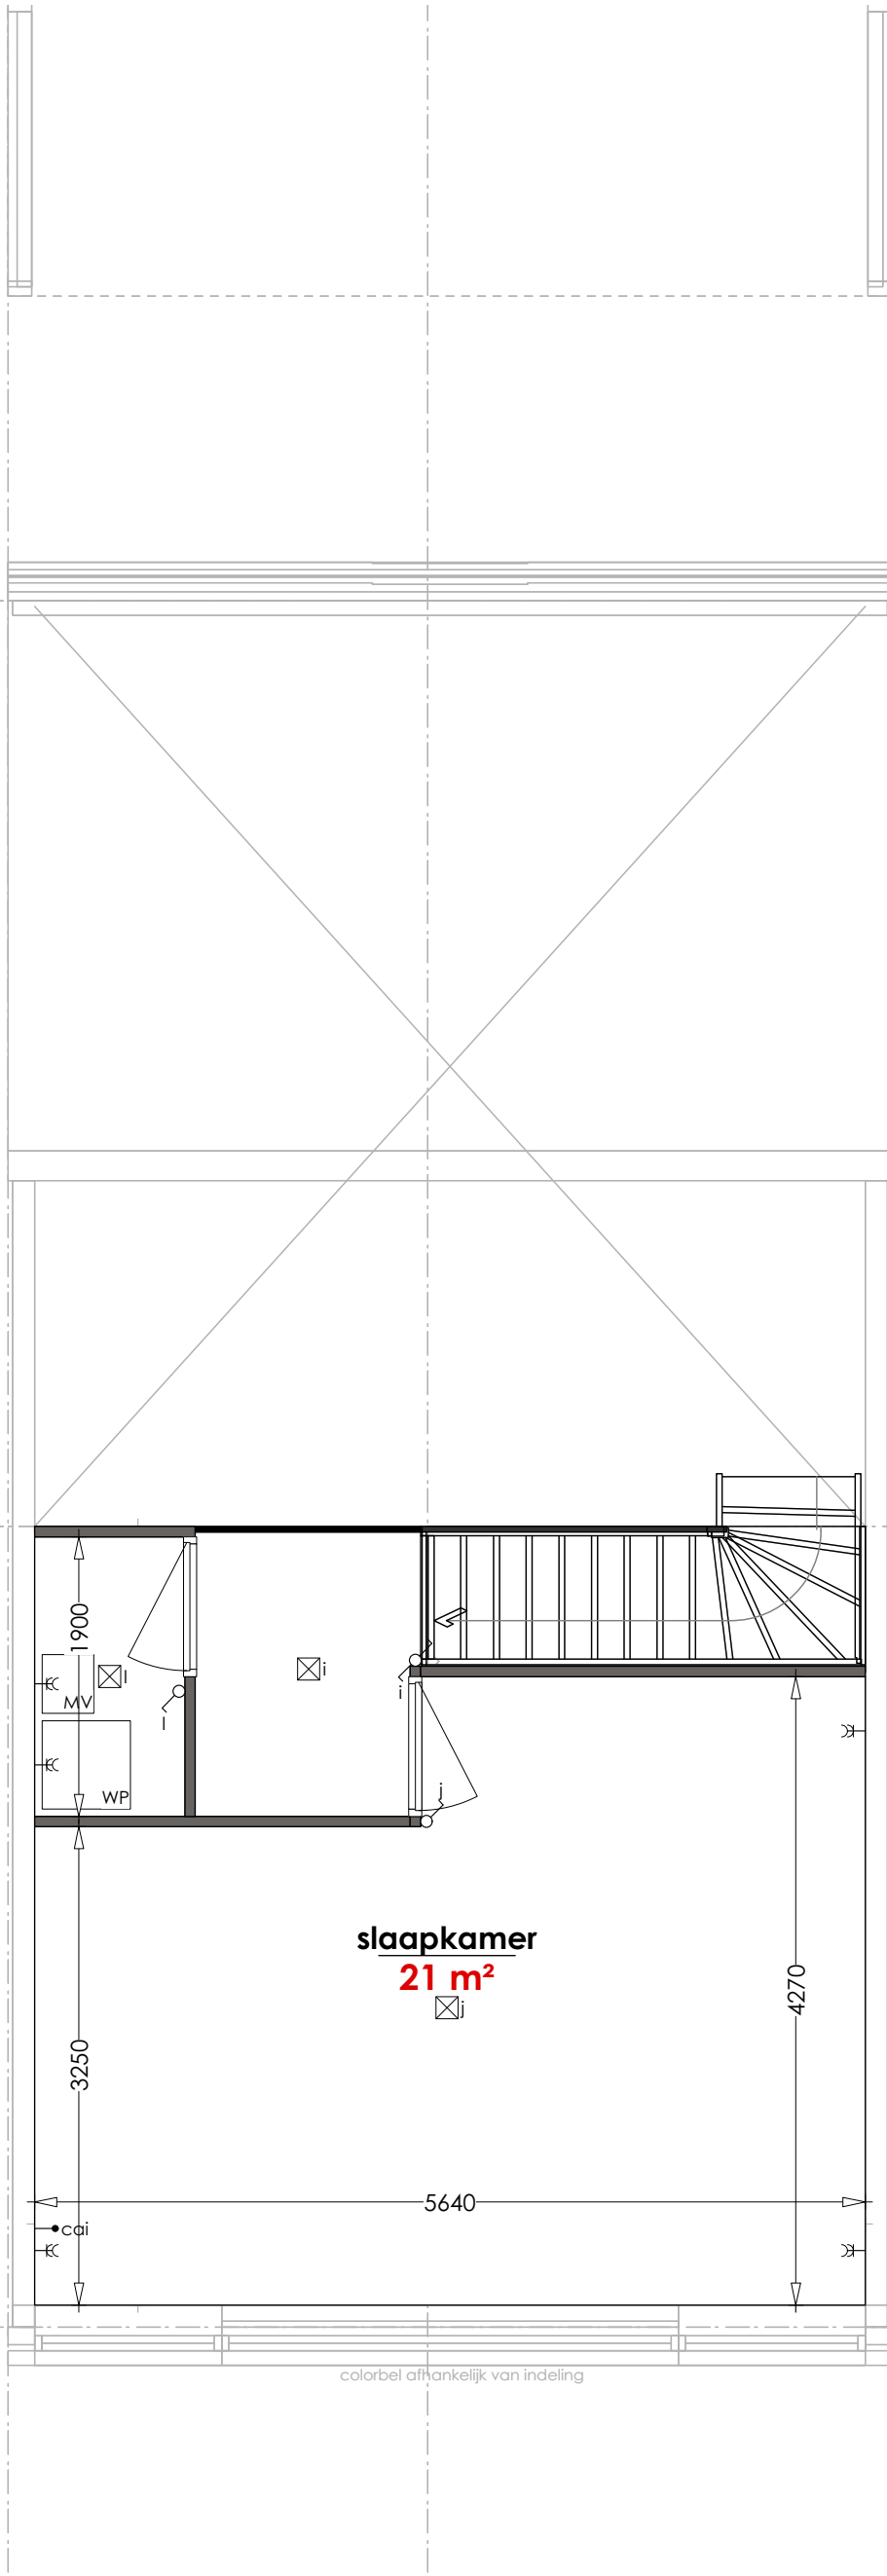 1900
l
i
MV
i
l
j
WP
slaapkamer
21 m²
j
4270
3250
5640
cai
colorbel afhankelijk van indeling